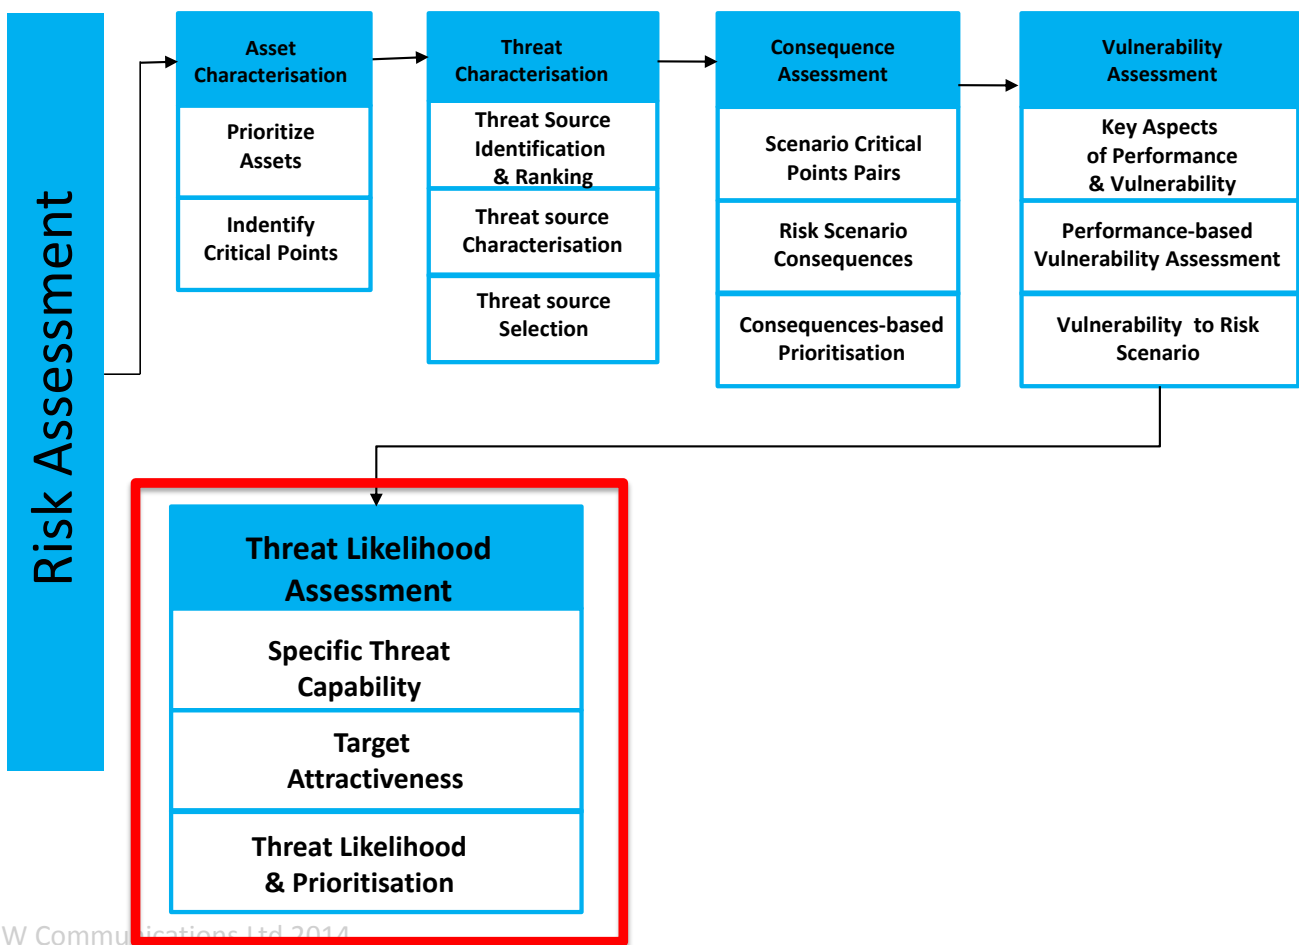 Risk Assessment
Asset
Characterisation
Prioritize
Assets
Indentify
Critical Points
Threat
Characterisation
Threat Source
Identification
& Ranking
Threat source
Characterisation
Threat source
Selection
Consequence
Assessment
Scenario Critical
Points Pairs
Risk Scenario
Consequences
Consequences-based
Prioritisation
Vulnerability
Assessment
Key Aspects
of Performance
& Vulnerability
Performance-based
Vulnerability Assessment
Vulnerability to Risk
Scenario
Threat Likelihood
Assessment
Specific Threat
Capability
Target
Attractiveness
Threat Likelihood
& Prioritisation
W Communications Ltd 2014